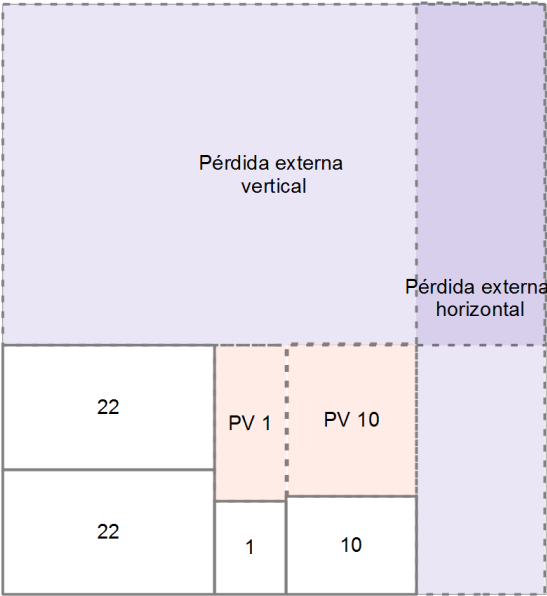 Pérdida externa
vertical
Pérdida externa
horizontal
22
PV 1
PV 10
22
1
10